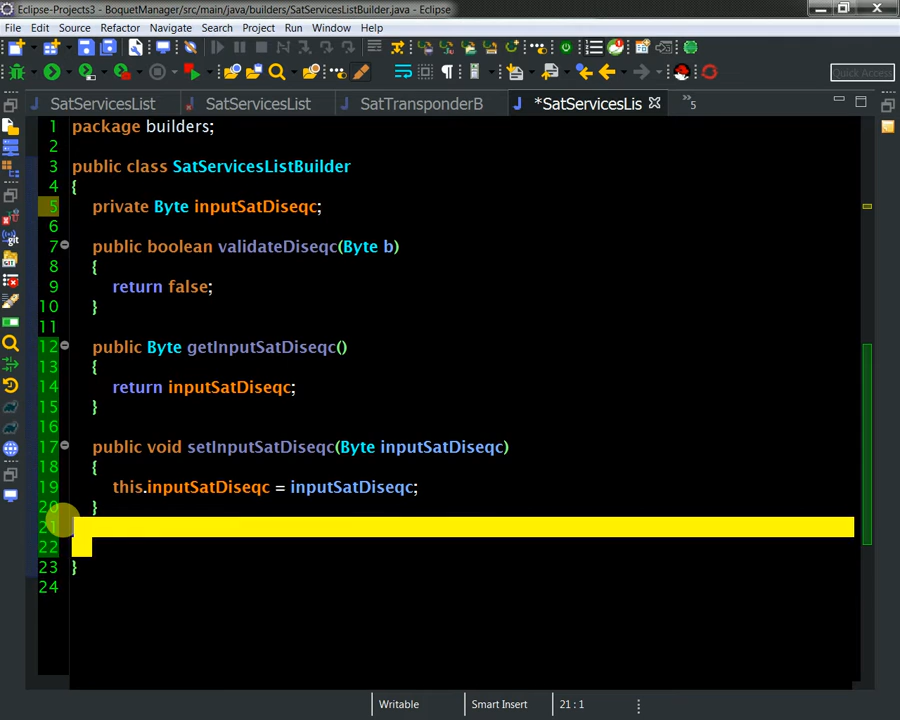 Eclipse-Projects3 - BoquetManager/src/main/java/builders/SatServicesListBuilder.java - Eclipse
File Edit Source Refactor Navigate Search Project Run Window Help
Quick Access
SatServicesList SatServicesList SatTransponderB *SatServicesLis »5
1 package builders;
2
3 public class SatServicesListBuilder
4 {
5 private Byte inputSatDiseqc;
6
7 public boolean validateDiseqc(Byte b)
8 {
9 return false;
10 }
11
12 public Byte getInputSatDiseqc()
13 {
14 return inputSatDiseqc;
15 }
16
17 public void setInputSatDiseqc(Byte inputSatDiseqc)
18 {
19 this.inputSatDiseqc = inputSatDiseqc;
20 }
21
22
23 }
24
Writable Smart Insert 21 : 1